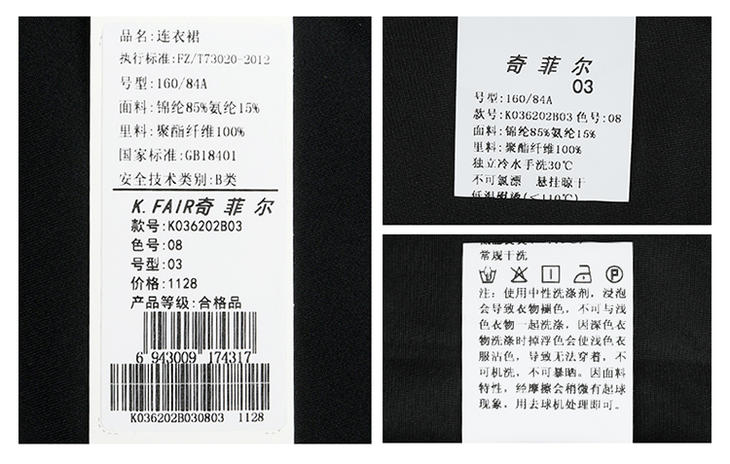 品名:连衣裙
执行标准:FZ/T73020-2012
号型:160/84A
面料:锦纶85%氨纶15%
里料:聚酯纤维100%
国家标准:GB18401
安全技术类别:B类
K.FAIR奇菲尔
款号:K036202B03
色号:08
号型:03
价格:1128
产品等级:合格品
6 943009 174317
K036202B030803 1128
奇菲尔
03
号型:160/84A
款号:K036202B03 色号:08
面料:锦纶85%氨纶15%
里料:聚酯纤维100%
独立冷水手洗30℃
不可氯漂 悬挂晾干
低温熨烫(≤110℃)
常规干洗
P
注：使用中性洗涤剂，浸泡
会导致衣物褪色，不可与浅
色衣物一起洗涤，因深色衣
物洗涤时掉浮色会使浅色衣
服沾色，导致无法穿着，不
可机洗，不可暴晒。因面料
特性，经摩擦会稍微有起球
现象，用去球机处理即可。